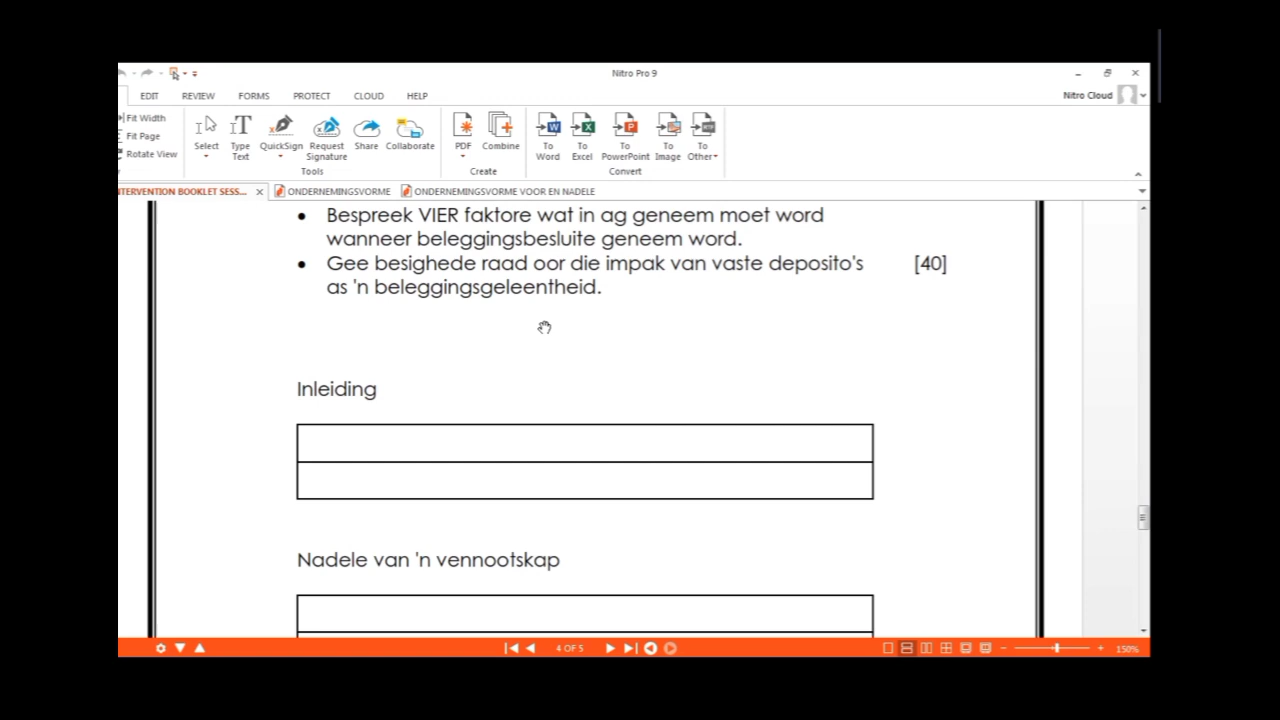 Nitro Pro 9
EDIT REVIEW FORMS PROTECT CLOUD HELP
Nitro Cloud
Fit Width
Fit Page
Rotate View
Select
Type Text
QuickSign
Request Signature
Share
Collaborate
Tools
PDF
Combine
Create
To Word
To Excel
To PowerPoint
To Image
To Other
Convert
NTERVENTION BOOKLET SESS... ONDERNEMINGSVORME ONDERNEMINGSVORME VOOR EN NADELE
• Bespreek VIER faktore wat in ag geneem moet word
wanneer beleggingsbesluite geneem word.
• Gee besighede raad oor die impak van vaste deposito's [40]
as 'n beleggingsgeleentheid.
Inleiding
Nadele van 'n vennootskap
4 OF 5
150%